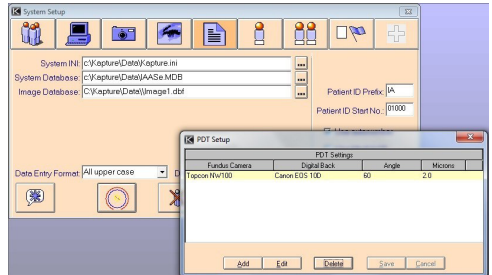 System Setup
System INI: c:\Kapture\Data\Kapture.ini ...
System Database: c:\Kapture\Data\IAASe.MDB ...
Image Database: C:\Kapture\Data\\Image1.dbf ...
Patient ID Prefix: IA
Patient ID Start No.: 01000
PDT Setup
PDT Settings
Fundus Camera Digital Back Angle Microns
Topcon NW100 Canon EOS 10D 60 2.0
Data Entry Format: All upper case D
Add Edit Delete Save Cancel